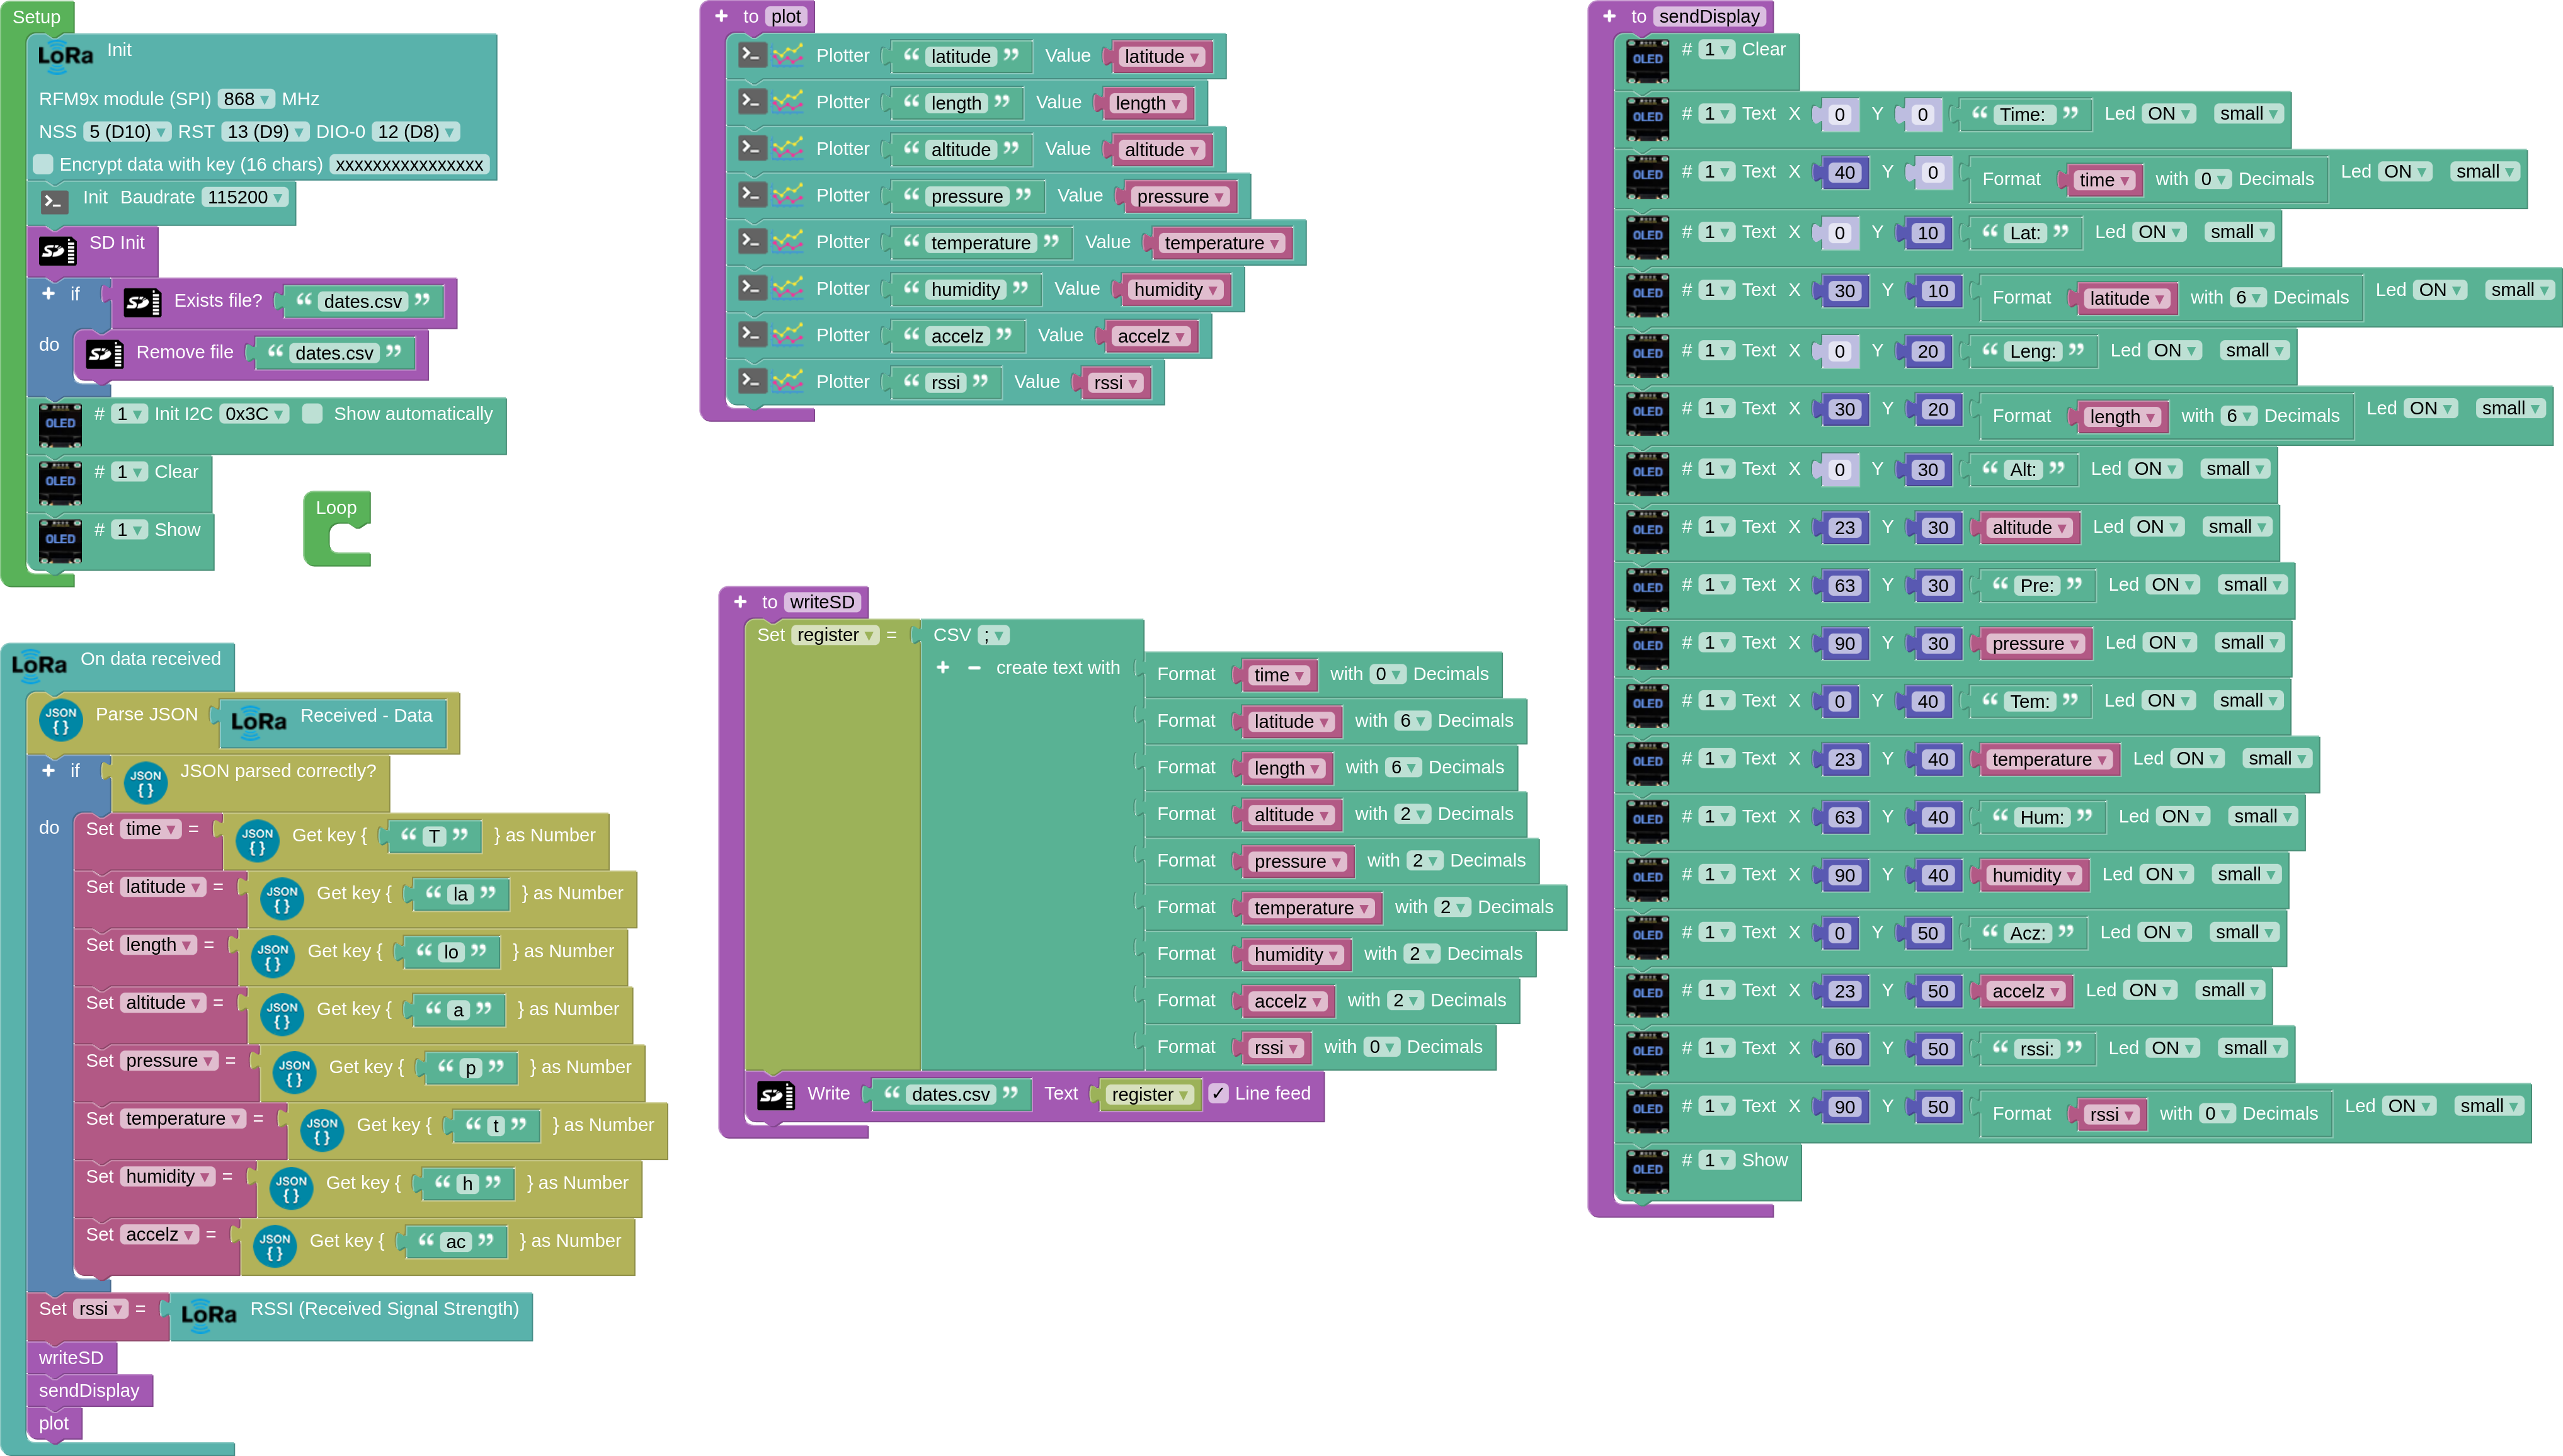 Setup
LoRa Init
RFM9x module (SPI) 868 MHz
NSS 5 (D10) RST 13 (D9) DIO-0 12 (D8)
Encrypt data with key (16 chars) xxxxxxxxxxxxxxxx
Init Baudrate 115200
SD Init
if SD Exists file? “ dates.csv ”
do SD Remove file “ dates.csv ”
OLED # 1 Init I2C 0x3C Show automatically
OLED # 1 Clear
OLED # 1 Show
Loop
LoRa On data received
JSON { } Parse JSON LoRa Received - Data
if JSON { } JSON parsed correctly?
do Set time = JSON { } Get key { “ T ” } as Number
Set latitude = JSON { } Get key { “ la ” } as Number
Set length = JSON { } Get key { “ lo ” } as Number
Set altitude = JSON { } Get key { “ a ” } as Number
Set pressure = JSON { } Get key { “ p ” } as Number
Set temperature = JSON { } Get key { “ t ” } as Number
Set humidity = JSON { } Get key { “ h ” } as Number
Set accelz = JSON { } Get key { “ ac ” } as Number
Set rssi = LoRa RSSI (Received Signal Strength)
writeSD
sendDisplay
plot
+ to plot
Plotter “ latitude ” Value latitude
Plotter “ length ” Value length
Plotter “ altitude ” Value altitude
Plotter “ pressure ” Value pressure
Plotter “ temperature ” Value temperature
Plotter “ humidity ” Value humidity
Plotter “ accelz ” Value accelz
Plotter “ rssi ” Value rssi
+ to writeSD
Set register = CSV ;
+ − create text with Format time with 0 Decimals
Format latitude with 6 Decimals
Format length with 6 Decimals
Format altitude with 2 Decimals
Format pressure with 2 Decimals
Format temperature with 2 Decimals
Format humidity with 2 Decimals
Format accelz with 2 Decimals
Format rssi with 0 Decimals
SD Write “ dates.csv ” Text register ✓ Line feed
+ to sendDisplay
OLED # 1 Clear
OLED # 1 Text X 0 Y 0 “ Time: ” Led ON small
OLED # 1 Text X 40 Y 0 Format time with 0 Decimals Led ON small
OLED # 1 Text X 0 Y 10 “ Lat: ” Led ON small
OLED # 1 Text X 30 Y 10 Format latitude with 6 Decimals Led ON small
OLED # 1 Text X 0 Y 20 “ Leng: ” Led ON small
OLED # 1 Text X 30 Y 20 Format length with 6 Decimals Led ON small
OLED # 1 Text X 0 Y 30 “ Alt: ” Led ON small
OLED # 1 Text X 23 Y 30 altitude Led ON small
OLED # 1 Text X 63 Y 30 “ Pre: ” Led ON small
OLED # 1 Text X 90 Y 30 pressure Led ON small
OLED # 1 Text X 0 Y 40 “ Tem: ” Led ON small
OLED # 1 Text X 23 Y 40 temperature Led ON small
OLED # 1 Text X 63 Y 40 “ Hum: ” Led ON small
OLED # 1 Text X 90 Y 40 humidity Led ON small
OLED # 1 Text X 0 Y 50 “ Acz: ” Led ON small
OLED # 1 Text X 23 Y 50 accelz Led ON small
OLED # 1 Text X 60 Y 50 “ rssi: ” Led ON small
OLED # 1 Text X 90 Y 50 Format rssi with 0 Decimals Led ON small
OLED # 1 Show